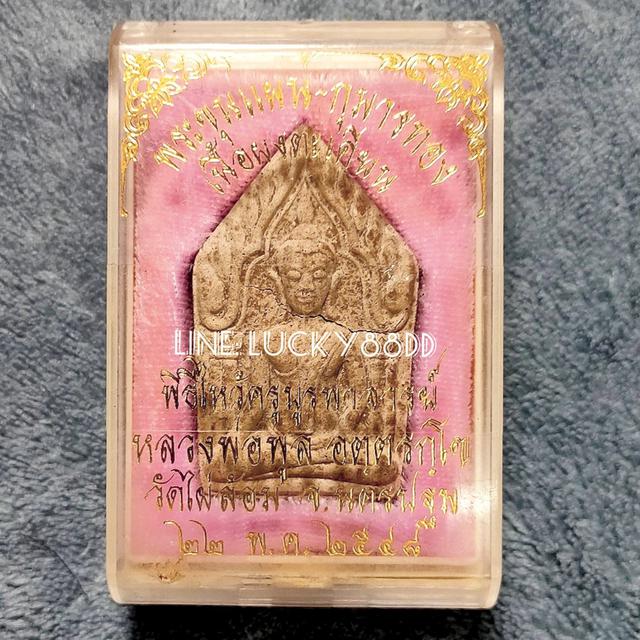 พระขุนแผน-กุมารทอง
เนื้อผงตะเคียน
LINE:LUCKY88DD
พิธีไหว้ครูบูรพาจารย์
หลวงพ่อพูล อตฺตรกฺโข
วัดไผ่ล้อม จ.นครปฐม
๒๒ พ.ค. ๒๕๔๘